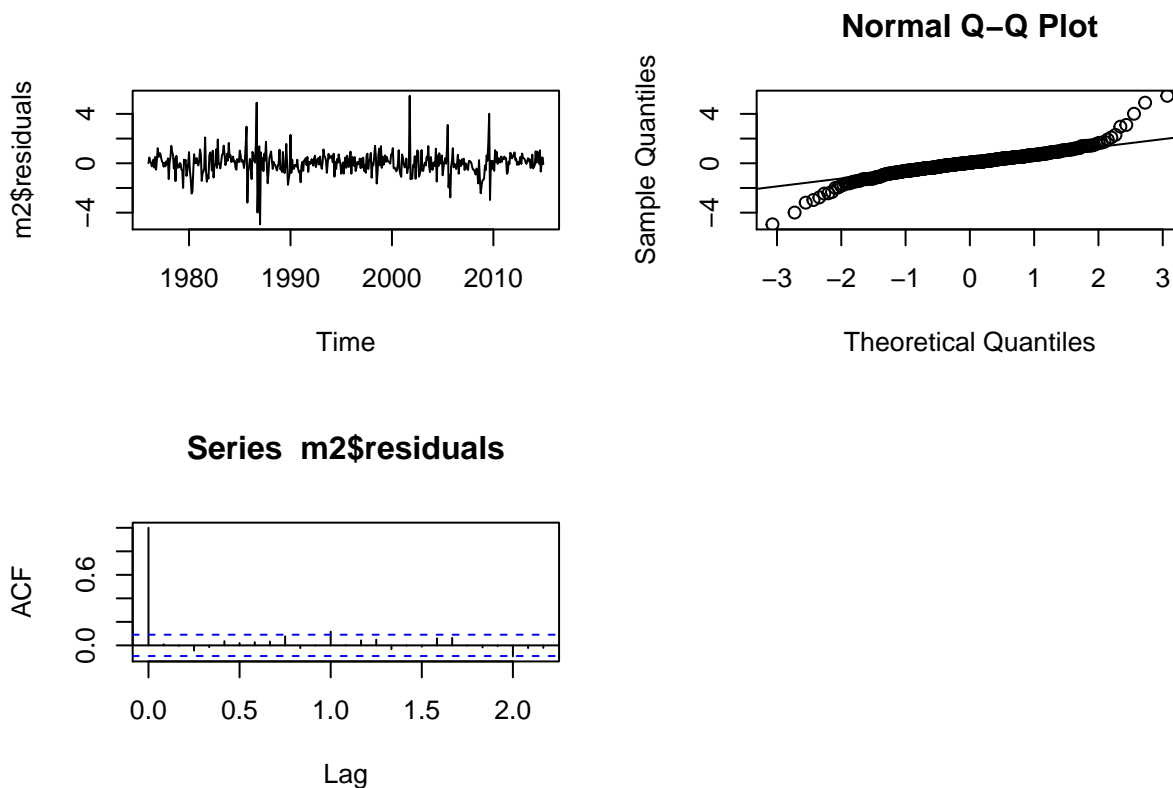 m2$residuals
4
0
−4
1980 1990 2000 2010
Time
Normal Q−Q Plot
Sample Quantiles
4
0
−4
−3 −2 −1 0 1 2 3
Theoretical Quantiles
Series m2$residuals
ACF
0.6
0.0
0.0 0.5 1.0 1.5 2.0
Lag